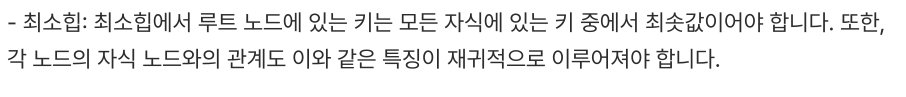 - 최소힙: 최소힙에서 루트 노드에 있는 키는 모든 자식에 있는 키 중에서 최솟값이어야 합니다. 또한,
각 노드의 자식 노드와의 관계도 이와 같은 특징이 재귀적으로 이루어져야 합니다.